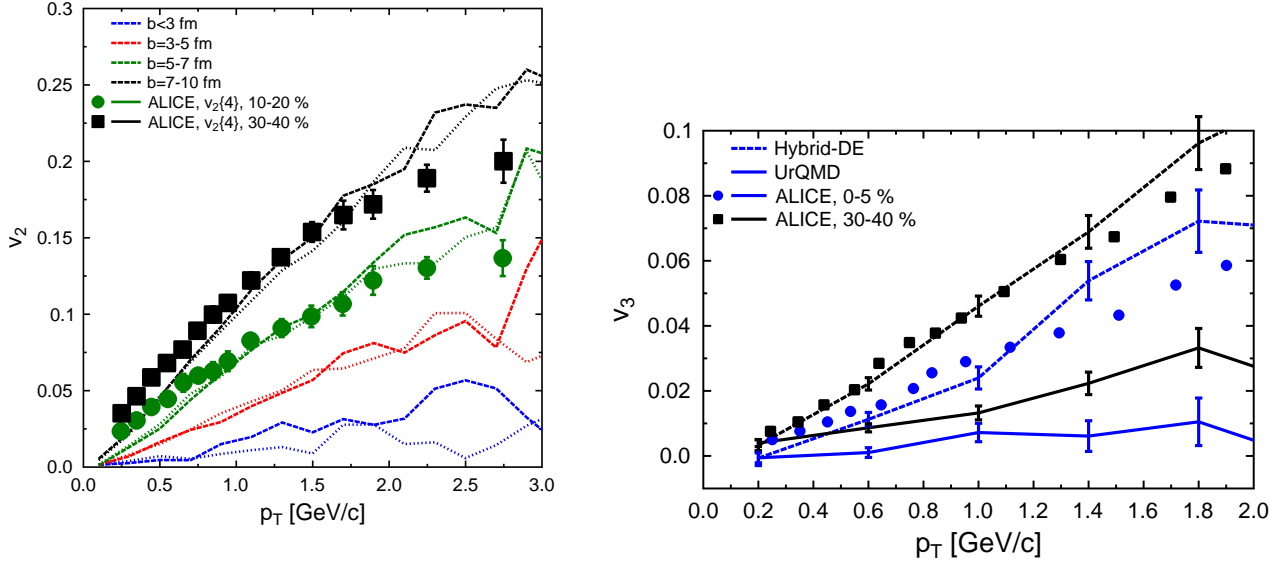 0.3
0.25
0.2
0.15
0.1
0.05
0.0
v2
b<3 fm
b=3-5 fm
b=5-7 fm
b=7-10 fm
ALICE, v2{4}, 10-20 %
ALICE, v2{4}, 30-40 %
0.0 0.5 1.0 1.5 2.0 2.5 3.0
pT [GeV/c]
0.1
0.08
0.06
0.04
0.02
0.0
v3
Hybrid-DE
UrQMD
ALICE, 0-5 %
ALICE, 30-40 %
0.0 0.2 0.4 0.6 0.8 1.0 1.2 1.4 1.6 1.8 2.0
pT [GeV/c]